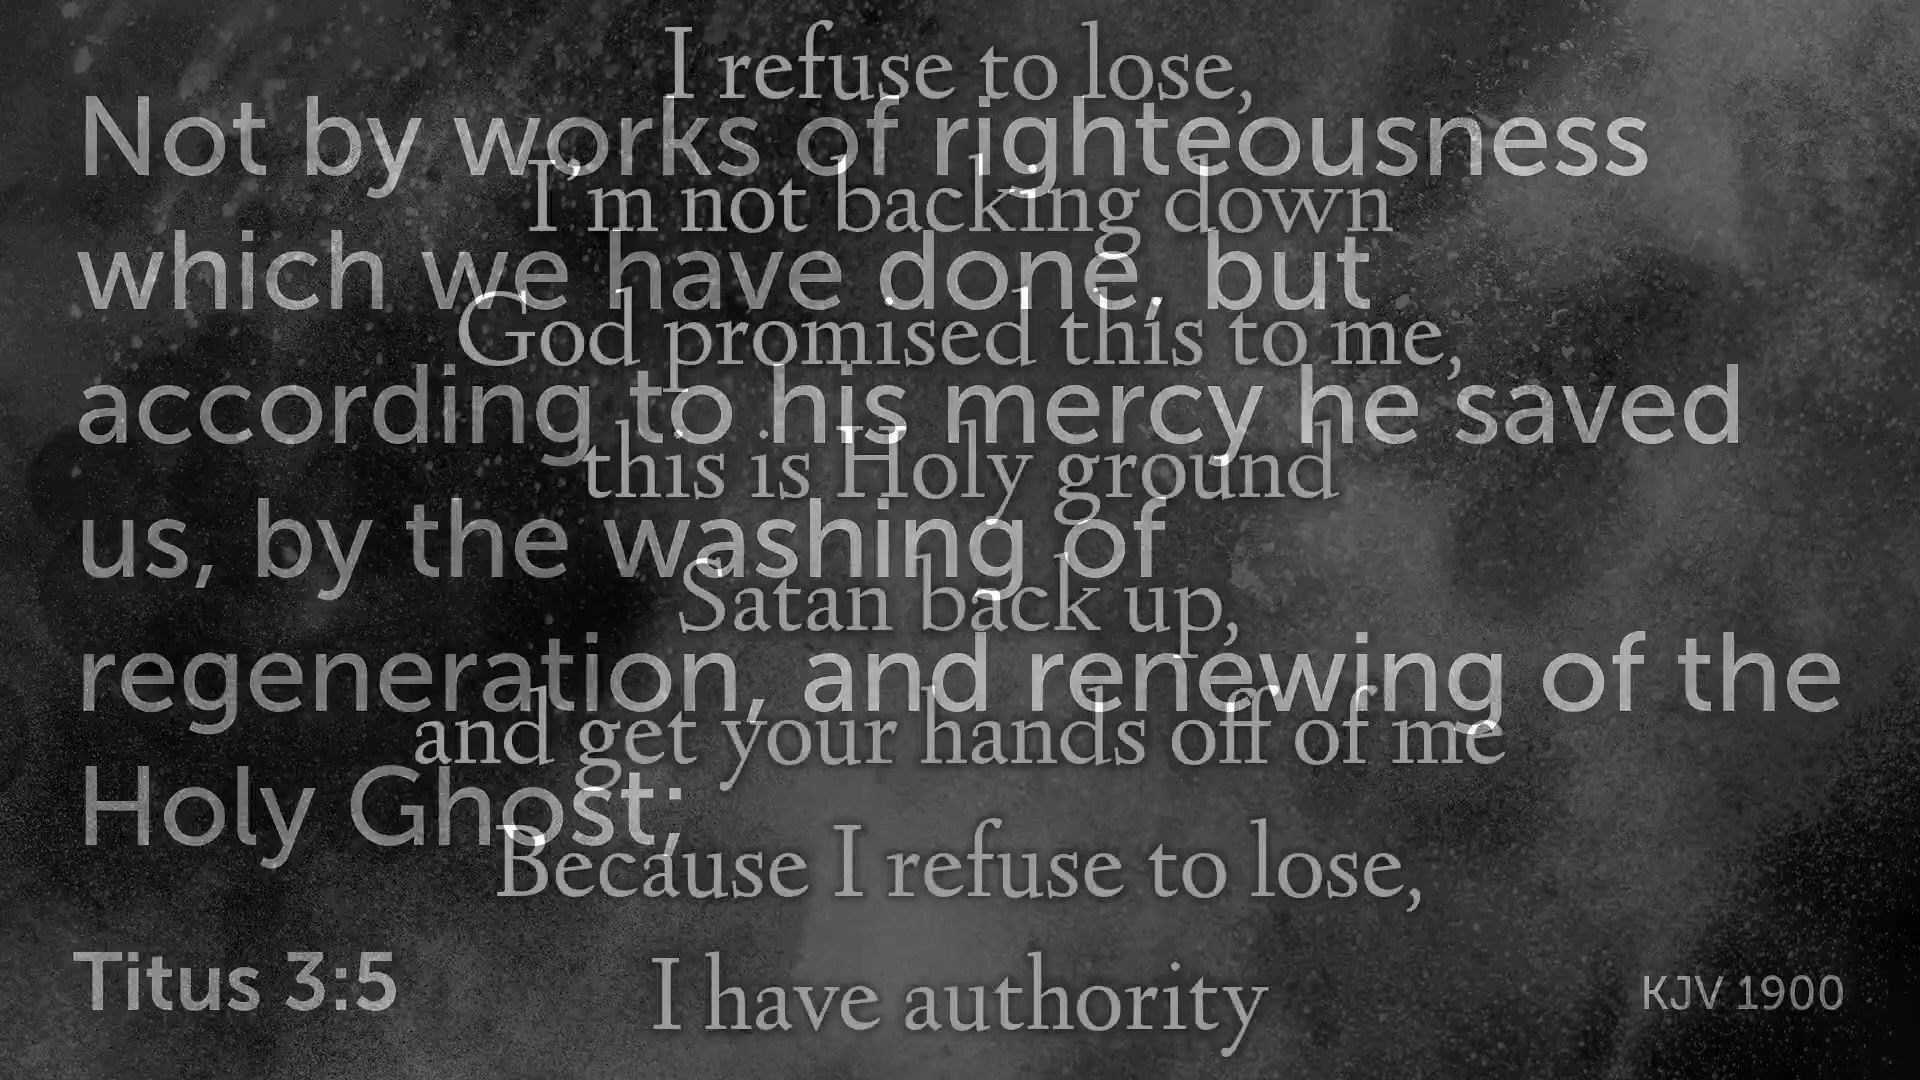 I refuse to lose,
Not by works of righteousness
I'm not backing down
which we have done, but
God promised this to me,
according to his mercy he saved
this is Holy ground
us, by the washing of
Satan back up,
regeneration, and renewing of the
and get your hands off of me
Holy Ghost;
Because I refuse to lose,
Titus 3:5
I have authority
KJV 1900